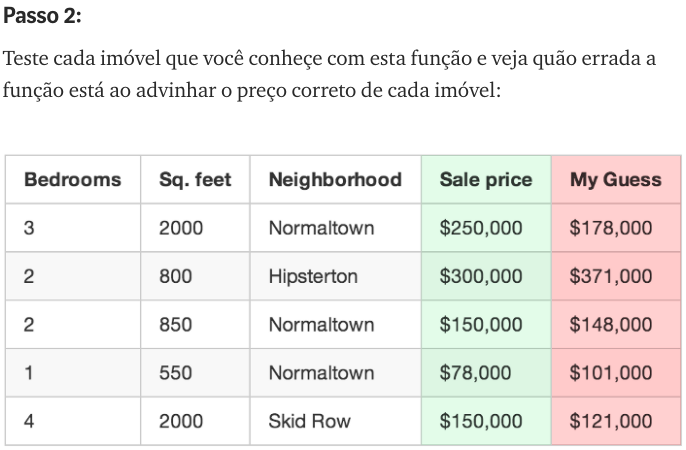 Passo 2:
Teste cada imóvel que você conheçe com esta função e veja quão errada a
função está ao advinhar o preço correto de cada imóvel:
Bedrooms Sq. feet Neighborhood Sale price My Guess
3 2000 Normaltown $250,000 $178,000
2 800 Hipsterton $300,000 $371,000
2 850 Normaltown $150,000 $148,000
1 550 Normaltown $78,000 $101,000
4 2000 Skid Row $150,000 $121,000